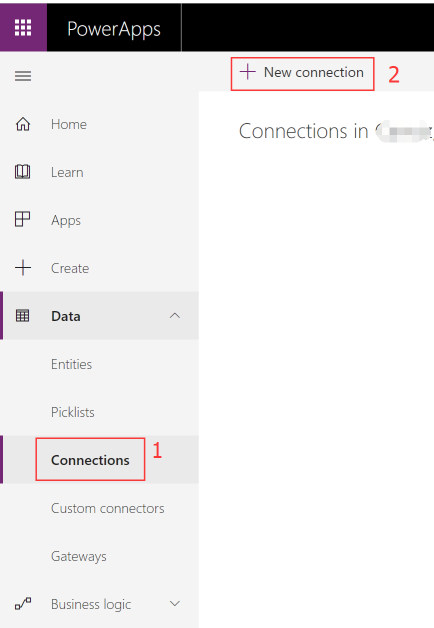 PowerApps
+ New connection 2
Connections in
Home
Learn
Apps
Create
Data
Entities
Picklists
Connections 1
Custom connectors
Gateways
Business logic